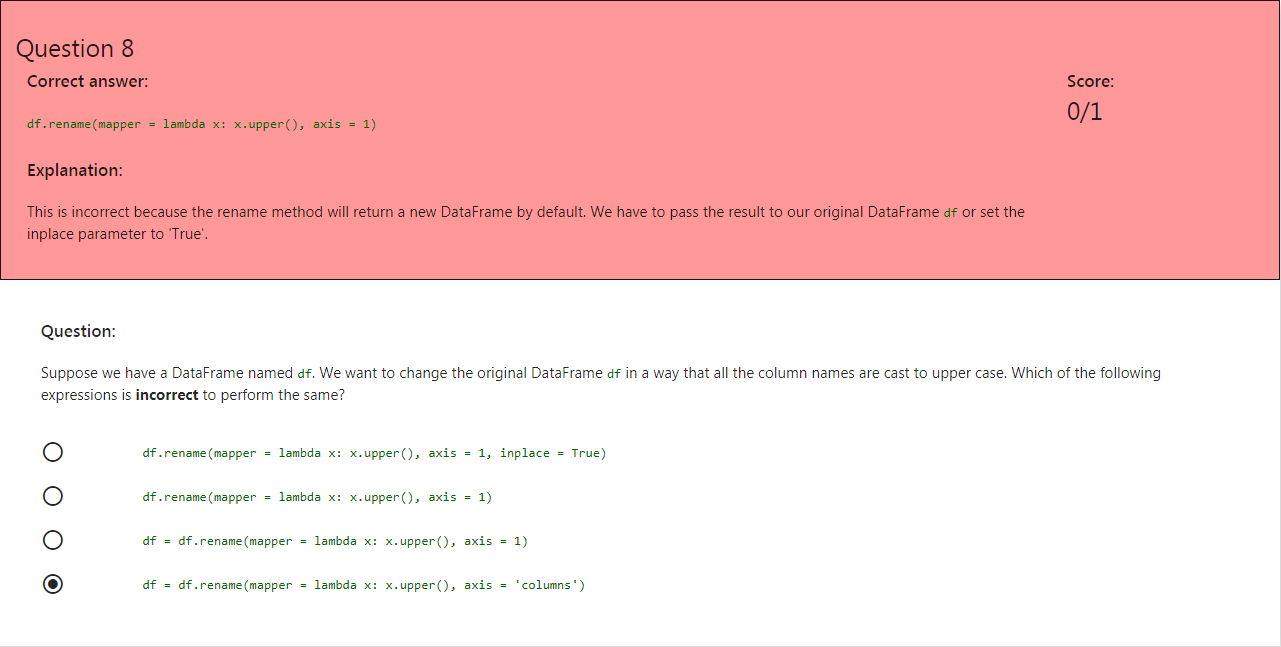 Question 8
Correct answer:
Score:
df.rename(mapper = lambda x: x.upper(), axis = 1)
0/1
Explanation:
This is incorrect because the rename method will return a new DataFrame by default. We have to pass the result to our original DataFrame df or set the
inplace parameter to 'True'.
Question:
Suppose we have a DataFrame named df. We want to change the original DataFrame df in a way that all the column names are cast to upper case. Which of the following
expressions is incorrect to perform the same?
df.rename(mapper = lambda x: x.upper(), axis = 1, inplace = True)
df.rename(mapper = lambda x: x.upper(), axis = 1)
df = df.rename(mapper = lambda x: x.upper(), axis = 1)
df = df.rename(mapper = lambda x: x.upper(), axis = 'columns')